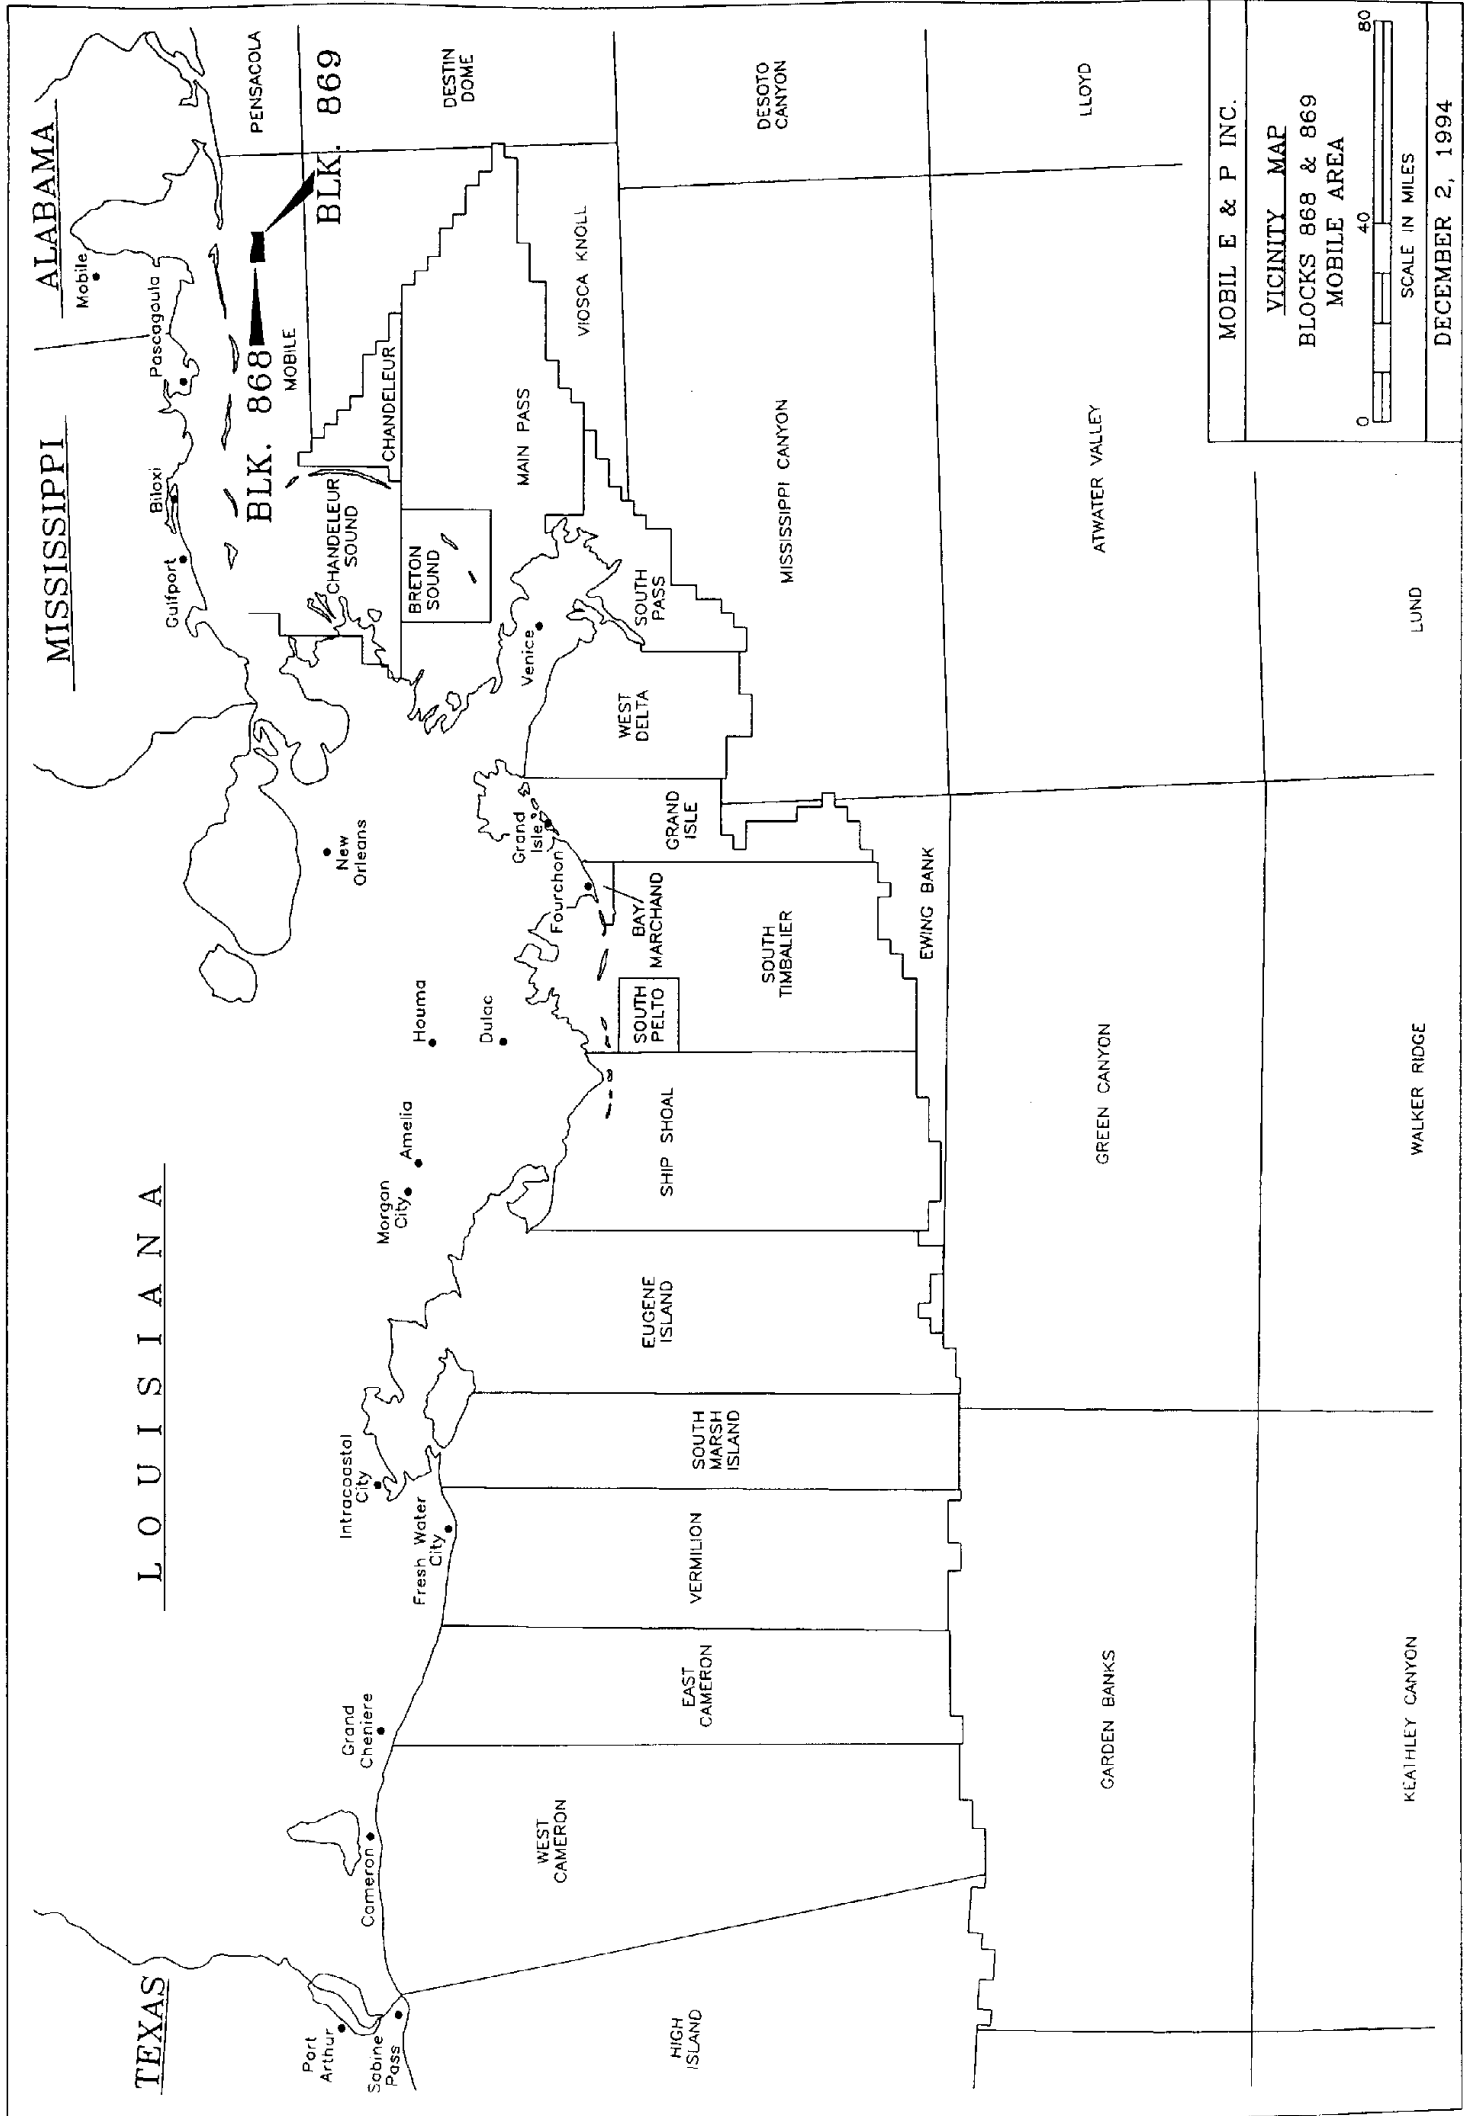 TEXAS
LOUISIANA
MISSISSIPPI
ALABAMA
Port
Arthur
Sabine
Pass
Cameron
Grand
Cheniere
Fresh Water
City
Intracoastal
City
Morgan
City
Amelia
Houma
Dulac
New
Orleans
Fourchon
Grand
Isle
Venice
Gulfport
Biloxi
Pascagoula
Mobile
BLK. 868
BLK. 869
MOBILE
PENSACOLA
DESTIN
DOME
CHANDELEUR
SOUND
CHANDELEUR
BRETON
SOUND
MAIN PASS
VIOSCA KNOLL
DESOTO
CANYON
HIGH
ISLAND
WEST
CAMERON
EAST
CAMERON
VERMILION
SOUTH
MARSH
ISLAND
EUGENE
ISLAND
SHIP SHOAL
SOUTH
PELTO
BAY
MARCHAND
SOUTH
TIMBALIER
GRAND
ISLE
WEST
DELTA
SOUTH
PASS
MISSISSIPPI CANYON
EWING BANK
GARDEN BANKS
GREEN CANYON
ATWATER VALLEY
LLOYD
KEATHLEY CANYON
WALKER RIDGE
LUND
MOBIL E & P INC.
VICINITY MAP
BLOCKS 868 & 869
MOBILE AREA
0 40 80
SCALE IN MILES
DECEMBER 2, 1994